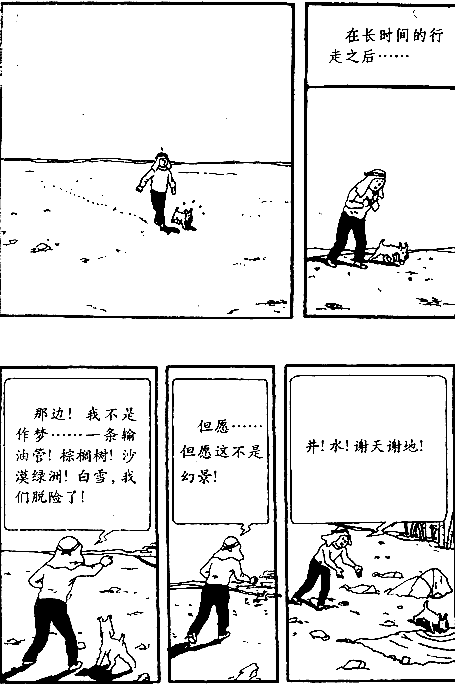 在长时间的行
走之后……
那边！我不是
作梦……一条输
油管！棕榈树！沙
漠绿洲！白雪，我
们脱险了！
但愿……
但愿这不是
幻景！
井！水！谢天谢地！